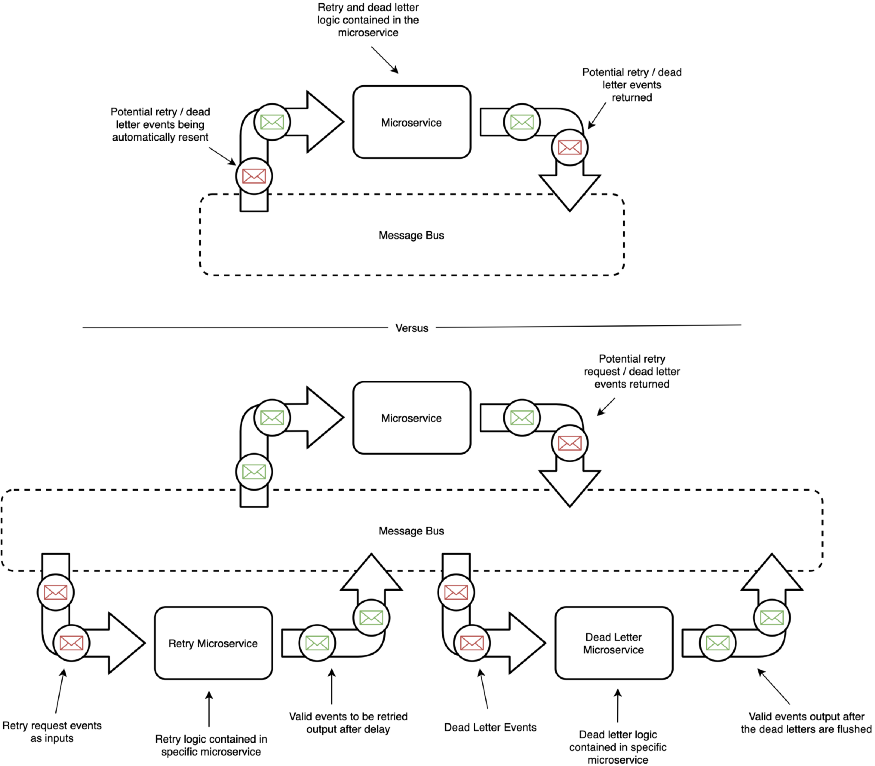 Retry and dead letter
logic contained in the
microservice
Potential retry / dead
letter events
returned
Potential retry / dead
letter events being
automatically resent
Microservice
Message Bus
Versus
Potential retry
request / dead letter
events returned
Microservice
Message Bus
Retry Microservice
Dead Letter
Microservice
Retry request events
as inputs
Retry logic contained in
specific microservice
Valid events to be retried
output after delay
Dead Letter Events
Dead letter logic
contained in specific
microservice
Valid events output after
the dead letters are flushed